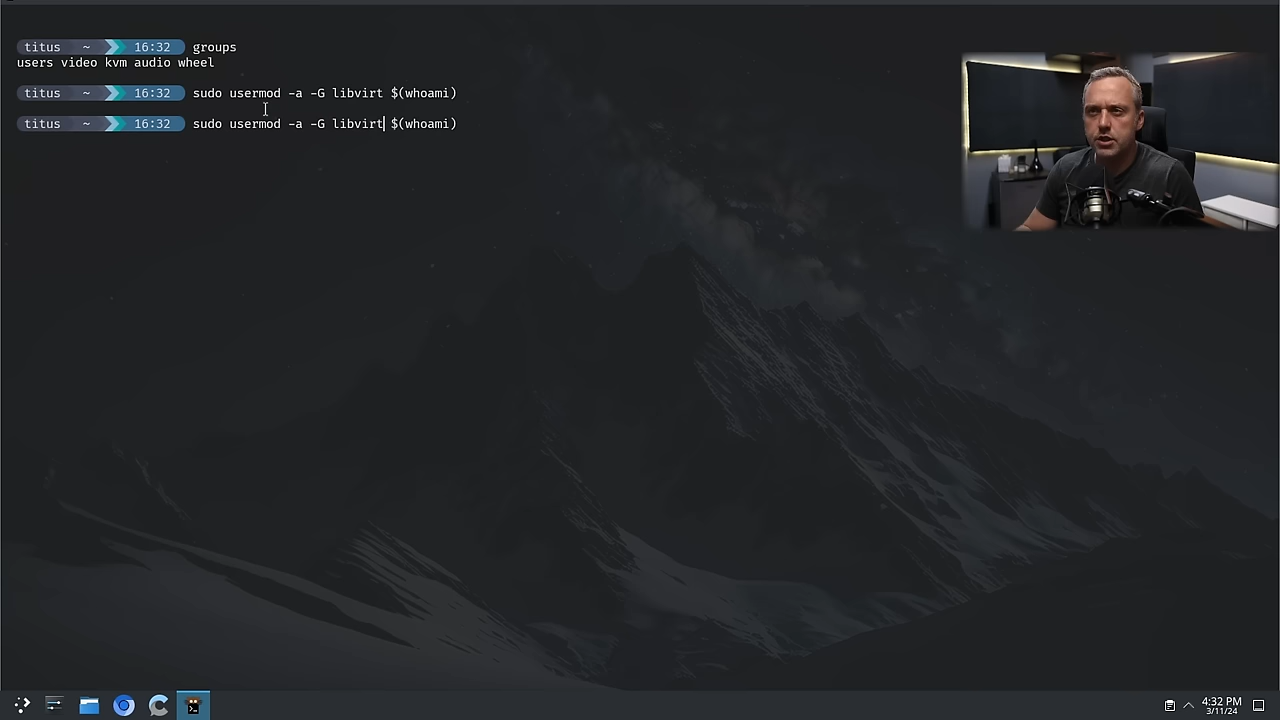 titus ~ 16:32 groups
users video kvm audio wheel
titus ~ 16:32 sudo usermod -a -G libvirt $(whoami)
titus ~ 16:32 sudo usermod -a -G libvirt $(whoami)
4:32 PM
3/11/24